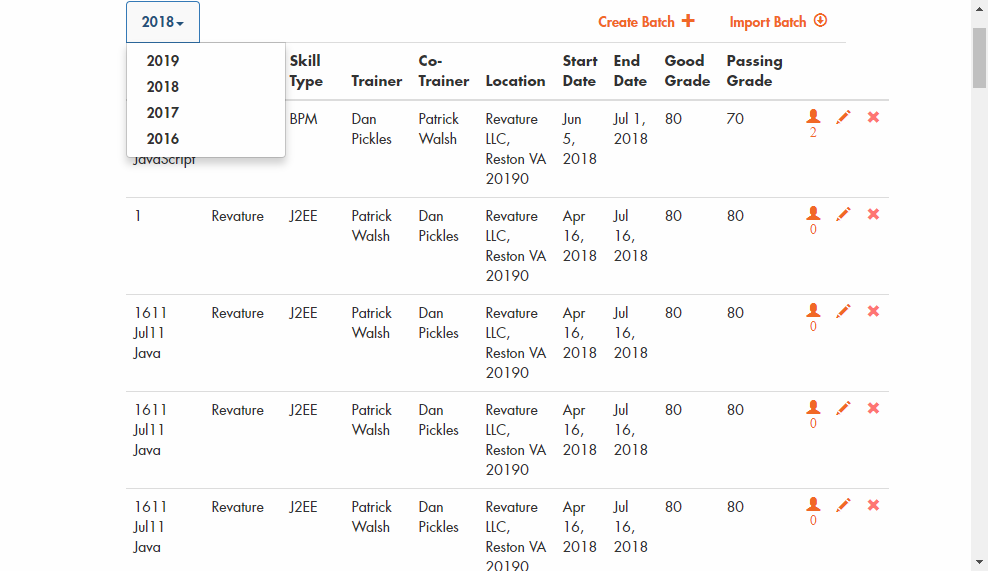 2018
Create Batch
Import Batch
2019
2018
2017
2016
Skill Type
Trainer
Co-Trainer
Location
Start Date
End Date
Good Grade
Passing Grade
JavaScript
BPM
Dan Pickles
Patrick Walsh
Revature LLC, Reston VA 20190
Jun 5, 2018
Jul 1, 2018
80
70
2
1
Revature
J2EE
Patrick Walsh
Dan Pickles
Revature LLC, Reston VA 20190
Apr 16, 2018
Jul 16, 2018
80
80
0
1611 Jul11 Java
Revature
J2EE
Patrick Walsh
Dan Pickles
Revature LLC, Reston VA 20190
Apr 16, 2018
Jul 16, 2018
80
80
0
1611 Jul11 Java
Revature
J2EE
Patrick Walsh
Dan Pickles
Revature LLC, Reston VA 20190
Apr 16, 2018
Jul 16, 2018
80
80
0
1611 Jul11 Java
Revature
J2EE
Patrick Walsh
Dan Pickles
Revature LLC, Reston VA 20190
Apr 16, 2018
Jul 16, 2018
80
80
0